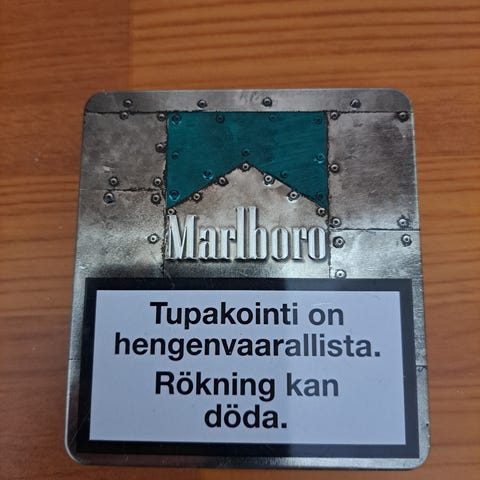 Marlboro
Tupakointi on
hengenvaarallista.
Rökning kan
döda.